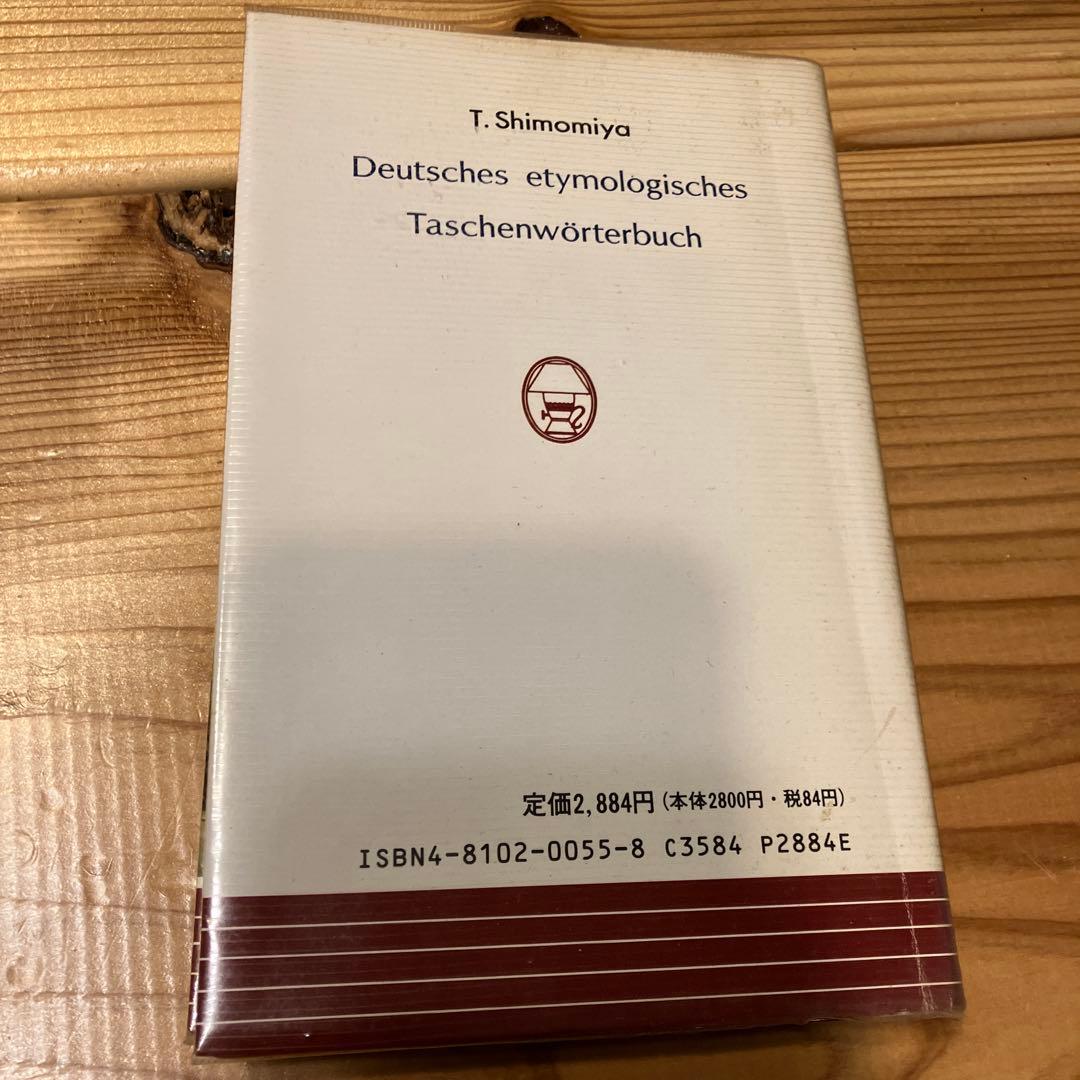 T. Shimomiya
Deutsches etymologisches
Taschenwörterbuch
定価2,884円(本体2800円・税84円)
ISBN4-8102-0055-8 C3584 P2884E